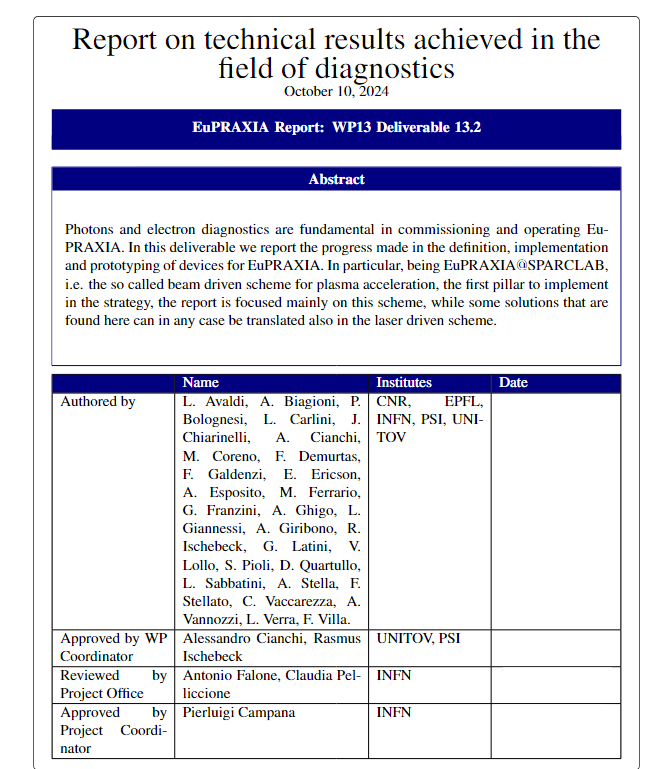 Report on technical results achieved in the
field of diagnostics
October 10, 2024
EuPRAXIA Report: WP13 Deliverable 13.2
Abstract
Photons and electron diagnostics are fundamental in commissioning and operating Eu-
PRAXIA. In this deliverable we report the progress made in the definition, implementation
and prototyping of devices for EuPRAXIA. In particular, being EuPRAXIA@SPARCLAB,
i.e. the so called beam driven scheme for plasma acceleration, the first pillar to implement
in the strategy, the report is focused mainly on this scheme, while some solutions that are
found here can in any case be translated also in the laser driven scheme.
Name Institutes Date
Authored by L. Avaldi, A. Biagioni, P. CNR, EPFL,
Bolognesi, L. Carlini, J. INFN, PSI, UNI-
Chiarinelli, A. Cianchi, TOV
M. Coreno, F. Demurtas,
F. Galdenzi, E. Ericson,
A. Esposito, M. Ferrario,
G. Franzini, A. Ghigo, L.
Giannessi, A. Giribono, R.
Ischebeck, G. Latini, V.
Lollo, S. Pioli, D. Quartullo,
L. Sabbatini, A. Stella, F.
Stellato, C. Vaccarezza, A.
Vannozzi, L. Verra, F. Villa.
Approved by WP Alessandro Cianchi, Rasmus UNITOV, PSI
Coordinator Ischebeck
Reviewed by Antonio Falone, Claudia Pel- INFN
Project Office liccione
Approved by Pierluigi Campana INFN
Project Coordi-
nator